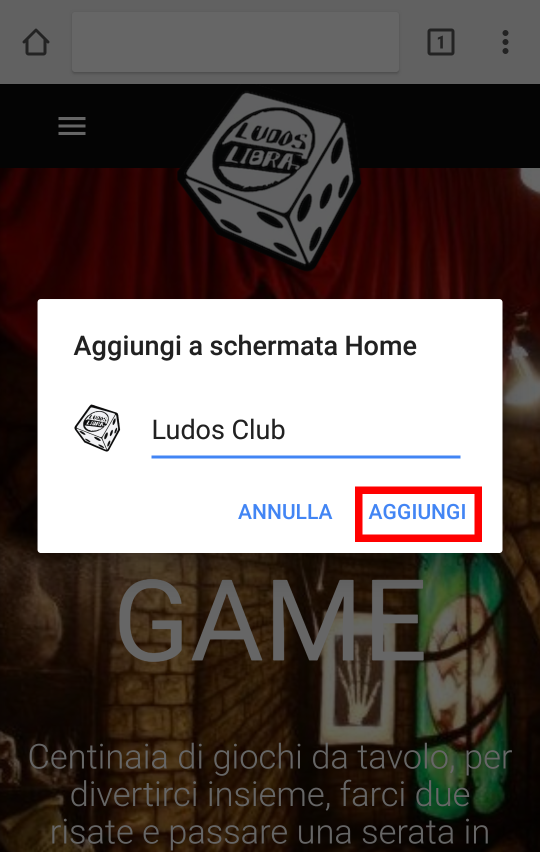 1
LUDOS
LIBRA
Aggiungi a schermata Home
LUDOS
LIBRA
Ludos Club
ANNULLA AGGIUNGI
GAME
Centinaia di giochi da tavolo, per
divertirci insieme, farci due
risate e passare una serata in